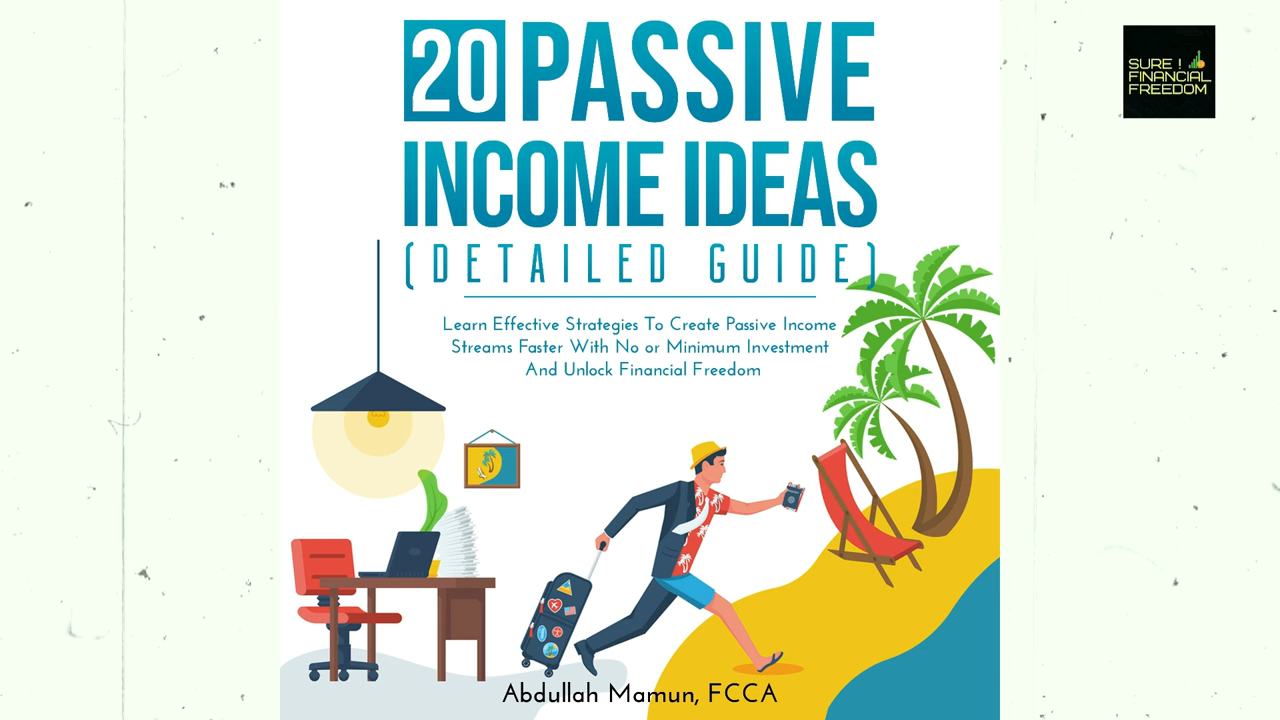 20 PASSIVE
INCOME IDEAS
(DETAILED GUIDE)
Learn Effective Strategies To Create Passive Income
Streams Faster With No or Minimum Investment
And Unlock Financial Freedom
Abdullah Mamun, FCCA
SURE !
FINANCIAL
FREEDOM